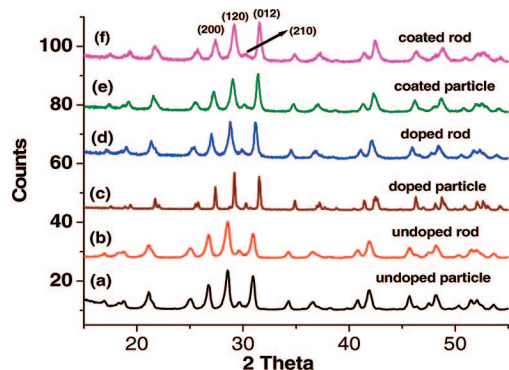 (012)
(120)
(200)
(210)
100
(f)
coated rod
80
(e)
coated particle
60
(d)
doped rod
Counts
(c)
doped particle
40
(b)
undoped rod
20
(a)
undoped particle
20 30 40 50
2 Theta